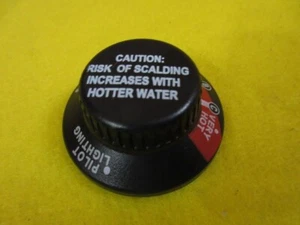 CAUTION:
RISK OF SCALDING
INCREASES WITH
HOTTER WATER
VERY
HOT
PILOT
LIGHTING